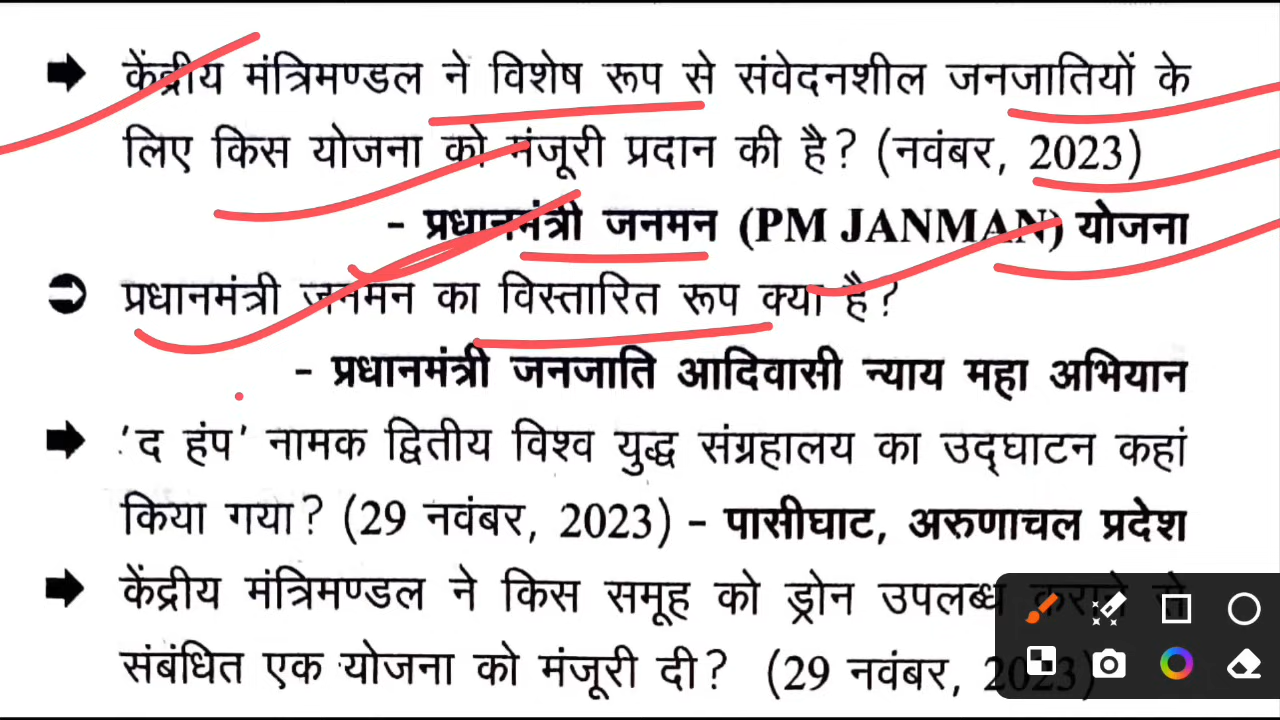 ➡ केंद्रीय मंत्रिमण्डल ने विशेष रूप से संवेदनशील जनजातियों के
लिए किस योजना को मंजूरी प्रदान की है? (नवंबर, 2023)
- प्रधानमंत्री जनमन (PM JANMAN) योजना
⮊ प्रधानमंत्री जनमन का विस्तारित रूप क्या है?
- प्रधानमंत्री जनजाति आदिवासी न्याय महा अभियान
➡ 'द हंप' नामक द्वितीय विश्व युद्ध संग्रहालय का उद्घाटन कहां
किया गया? (29 नवंबर, 2023) - पासीघाट, अरुणाचल प्रदेश
➡ केंद्रीय मंत्रिमण्डल ने किस समूह को ड्रोन उपलब्ध कराने से
संबंधित एक योजना को मंजूरी दी? (29 नवंबर, 2023)